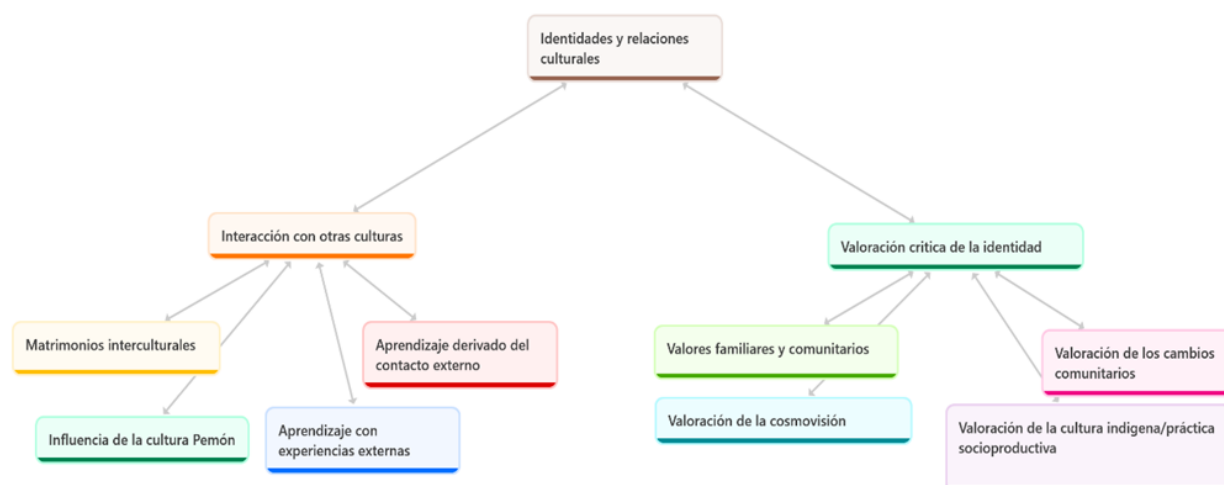 Identidades y relaciones
culturales
Interacción con otras culturas
Valoración critica de la identidad
Matrimonios interculturales
Aprendizaje derivado del
contacto externo
Valores familiares y comunitarios
Valoración de los cambios
comunitarios
Influencia de la cultura Pemón
Aprendizaje con
experiencias externas
Valoración de la cosmovisión
Valoración de la cultura indigena/práctica
socioproductiva